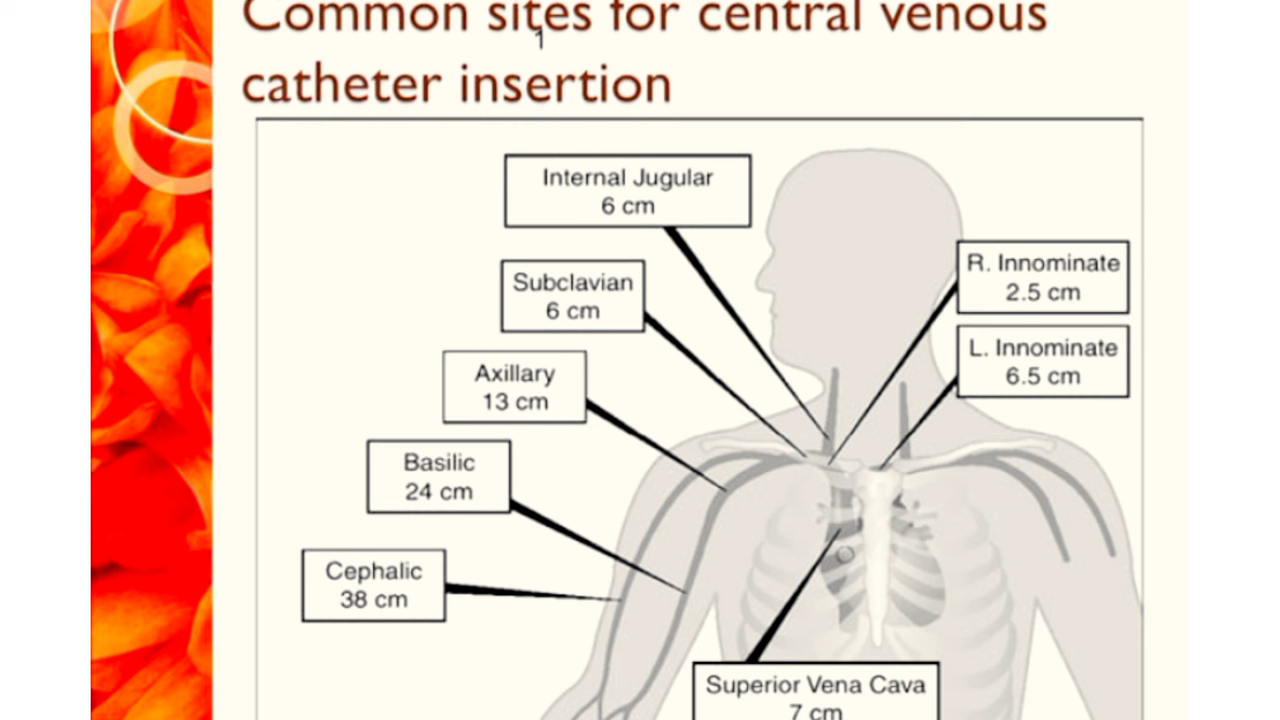 Common sites for central venous
1
catheter insertion
Internal Jugular
6 cm
Subclavian
6 cm
R. Innominate
2.5 cm
L. Innominate
6.5 cm
Axillary
13 cm
Basilic
24 cm
Cephalic
38 cm
Superior Vena Cava
7 cm